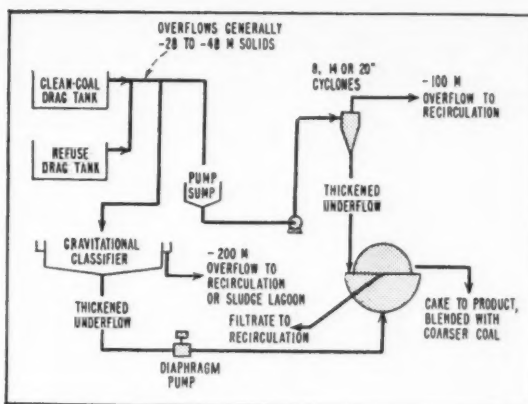 OVERFLOWS GENERALLY
-28 TO -48 M SOLIDS
CLEAN-COAL
DRAG TANK
REFUSE
DRAG TANK
8, 14 OR 20"
CYCLONES
-100 M
OVERFLOW TO
RECIRCULATION
PUMP
SUMP
THICKENED
UNDERFLOW
GRAVITATIONAL
CLASSIFIER
-200 M
OVERFLOW TO
RECIRCULATION
OR SLUDGE LAGOON
THICKENED
UNDERFLOW
FILTRATE TO
RECIRCULATION
CAKE TO PRODUCT,
BLENDED WITH
COARSER COAL
DIAPHRAGM
PUMP